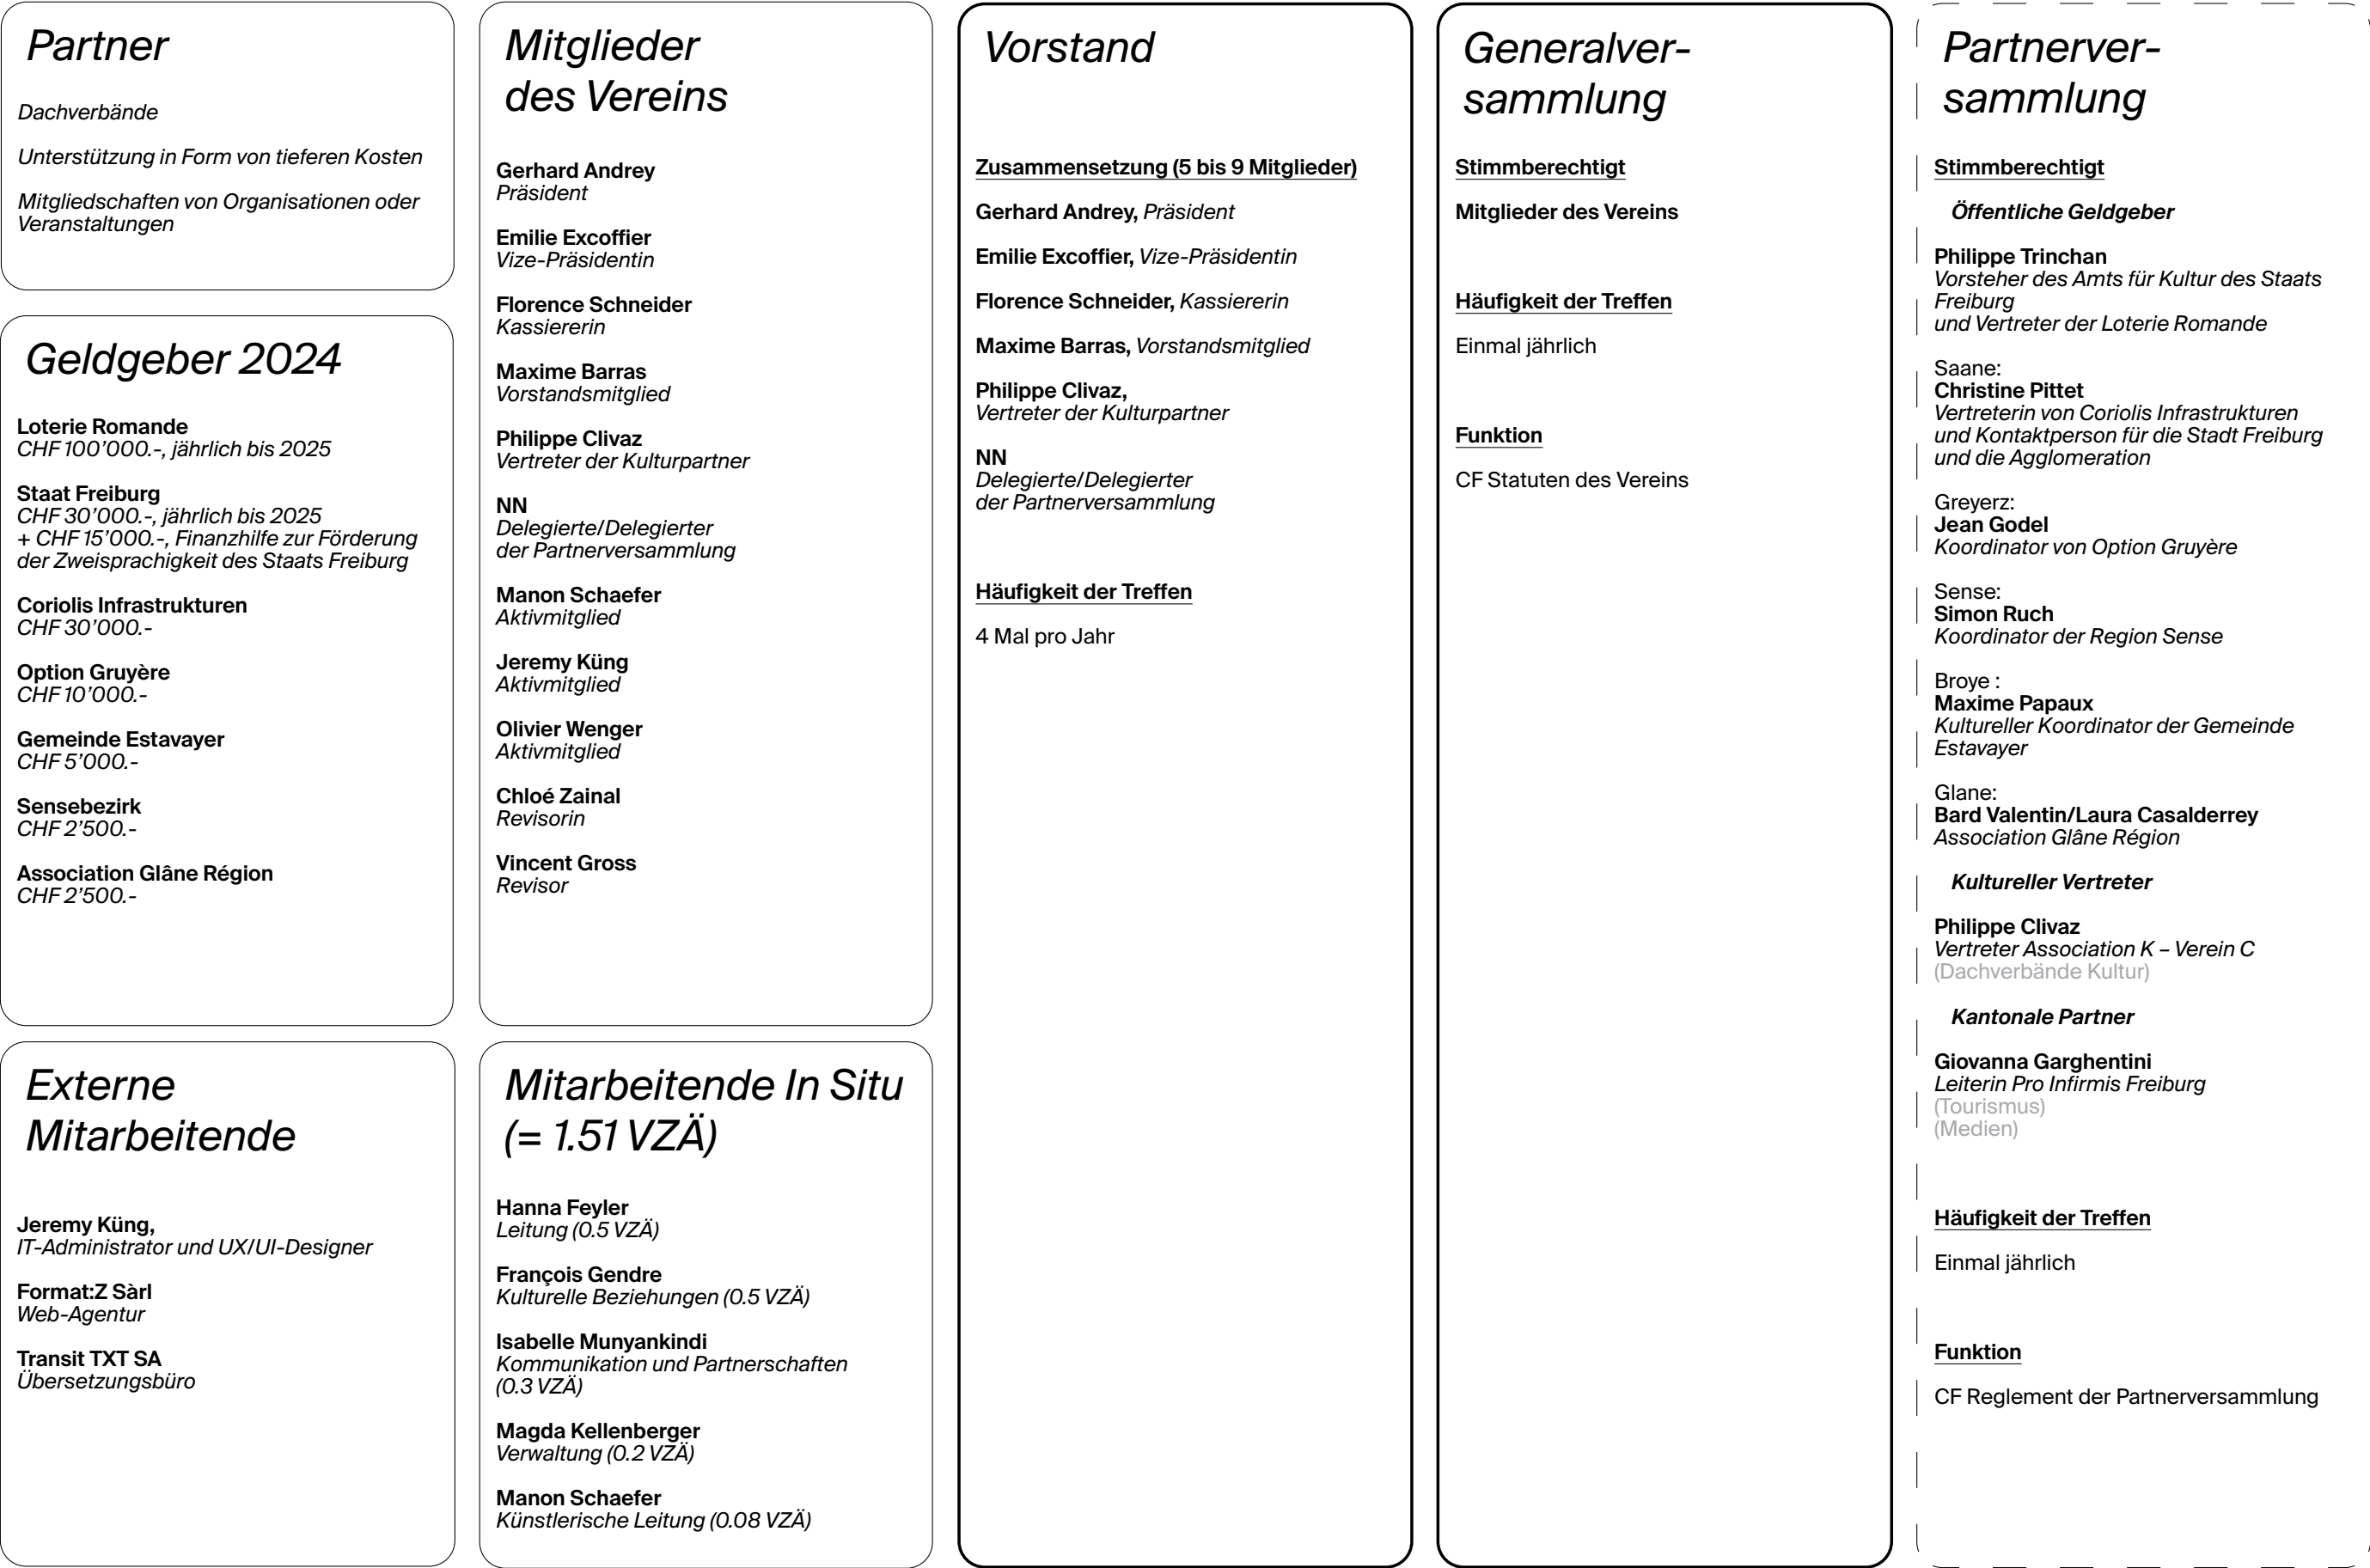 Partner
Dachverbände
Unterstützung in Form von tieferen Kosten
Mitgliedschaften von Organisationen oder
Veranstaltungen
Geldgeber 2024
Loterie Romande
CHF 100’000.-, jährlich bis 2025
Staat Freiburg
CHF 30’000.-, jährlich bis 2025
+ CHF 15’000.-, Finanzhilfe zur Förderung
der Zweisprachigkeit des Staats Freiburg
Coriolis Infrastrukturen
CHF 30’000.-
Option Gruyère
CHF 10’000.-
Gemeinde Estavayer
CHF 5’000.-
Sensebezirk
CHF 2’500.-
Association Glâne Région
CHF 2’500.-
Externe
Mitarbeitende
Jeremy Küng,
IT-Administrator und UX/UI-Designer
Format:Z Sàrl
Web-Agentur
Transit TXT SA
Übersetzungsbüro
Mitglieder
des Vereins
Gerhard Andrey
Präsident
Emilie Excoffier
Vize-Präsidentin
Florence Schneider
Kassiererin
Maxime Barras
Vorstandsmitglied
Philippe Clivaz
Vertreter der Kulturpartner
NN
Delegierte/Delegierter
der Partnerversammlung
Manon Schaefer
Aktivmitglied
Jeremy Küng
Aktivmitglied
Olivier Wenger
Aktivmitglied
Chloé Zainal
Revisorin
Vincent Gross
Revisor
Mitarbeitende In Situ
(= 1.51 VZÄ)
Hanna Feyler
Leitung (0.5 VZÄ)
François Gendre
Kulturelle Beziehungen (0.5 VZÄ)
Isabelle Munyankindi
Kommunikation und Partnerschaften
(0.3 VZÄ)
Magda Kellenberger
Verwaltung (0.2 VZÄ)
Manon Schaefer
Künstlerische Leitung (0.08 VZÄ)
Vorstand
Zusammensetzung (5 bis 9 Mitglieder)
Gerhard Andrey, Präsident
Emilie Excoffier, Vize-Präsidentin
Florence Schneider, Kassiererin
Maxime Barras, Vorstandsmitglied
Philippe Clivaz,
Vertreter der Kulturpartner
NN
Delegierte/Delegierter
der Partnerversammlung
Häufigkeit der Treffen
4 Mal pro Jahr
Generalver-
sammlung
Stimmberechtigt
Mitglieder des Vereins
Häufigkeit der Treffen
Einmal jährlich
Funktion
CF Statuten des Vereins
Partnerver-
sammlung
Stimmberechtigt
Öffentliche Geldgeber
Philippe Trinchan
Vorsteher des Amts für Kultur des Staats
Freiburg
und Vertreter der Loterie Romande
Saane:
Christine Pittet
Vertreterin von Coriolis Infrastrukturen
und Kontaktperson für die Stadt Freiburg
und die Agglomeration
Greyerz:
Jean Godel
Koordinator von Option Gruyère
Sense:
Simon Ruch
Koordinator der Region Sense
Broye :
Maxime Papaux
Kultureller Koordinator der Gemeinde
Estavayer
Glane:
Bard Valentin/Laura Casalderrey
Association Glâne Région
Kultureller Vertreter
Philippe Clivaz
Vertreter Association K – Verein C
(Dachverbände Kultur)
Kantonale Partner
Giovanna Garghentini
Leiterin Pro Infirmis Freiburg
(Tourismus)
(Medien)
Häufigkeit der Treffen
Einmal jährlich
Funktion
CF Reglement der Partnerversammlung